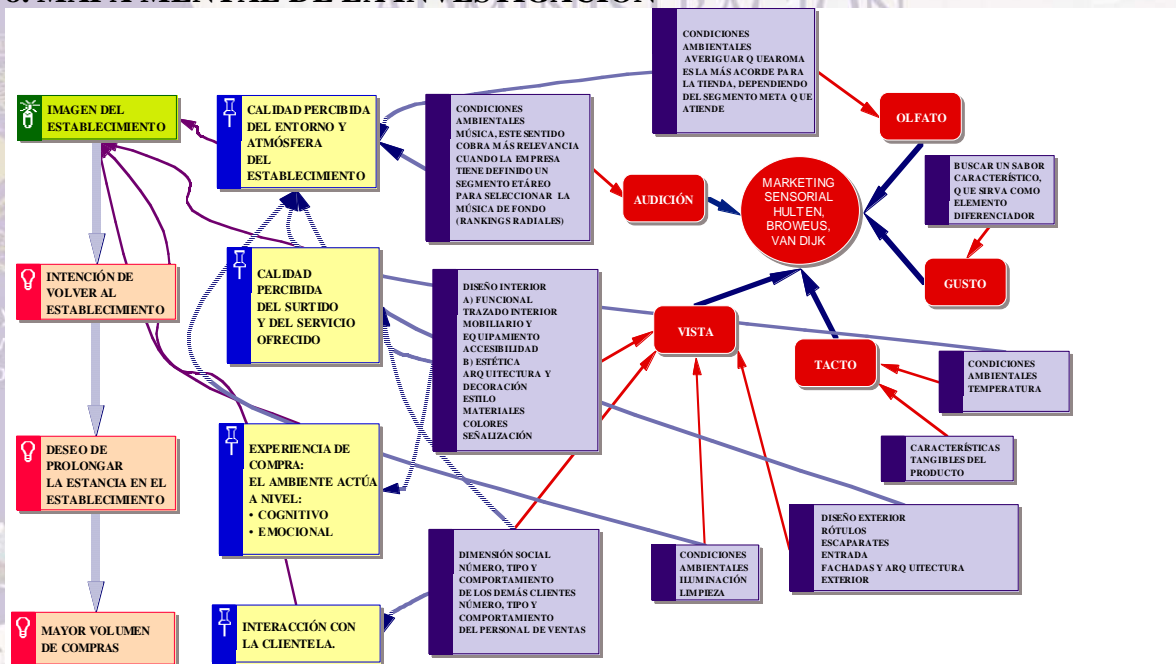 IMAGEN DEL
ESTABLECIMIENTO
INTENCIÓN DE
VOLVER AL
ESTABLECIMIENTO
DESEO DE
PROLONGAR
LA ESTANCIA EN EL
ESTABLECIMIENTO
MAYOR VOLUMEN
DE COMPRAS
CALIDAD PERCIBIDA
DEL ENTORNO Y
ATMÓSFERA
DEL
ESTABLECIMIENTO
CALIDAD
PERCIBIDA
DEL SURTIDO
Y DEL SERVICIO
OFRECIDO
EXPERIENCIA DE
COMPRA:
EL AMBIENTE ACTÚA
A NIVEL:
• COGNITIVO
• EMOCIONAL
INTERACCIÓN CON
LA CLIENTELA.
CONDICIONES
AMBIENTALES
MÚSICA, ESTE SENTIDO
COBRA MÁS RELEVANCIA
CUANDO LA EMPRESA
TIENE DEFINIDO UN
SEGMENTO ETÁREO
PARA SELECCIONAR LA
MÚSICA DE FONDO
(RANKINGS RADIALES)
DISEÑO INTERIOR
A) FUNCIONAL
TRAZADO INTERIOR
MOBILIARIO Y
EQUIPAMIENTO
ACCESIBILIDAD
B) ESTÉTICA
ARQUITECTURA Y
DECORACIÓN
ESTILO
MATERIALES
COLORES
SEÑALIZACIÓN
DIMENSIÓN SOCIAL
NÚMERO, TIPO Y
COMPORTAMIENTO
DE LOS DEMÁS CLIENTES
NÚMERO, TIPO Y
COMPORTAMIENTO
DEL PERSONAL DE VENTAS
CONDICIONES
AMBIENTALES
AVERIGUAR Q UEAROMA
ES LA MÁS ACORDE PARA
LA TIENDA, DEPENDIENDO
DEL SEGMENTO META QUE
ATIENDE
AUDICIÓN
OLFATO
MARKETING
SENSORIAL
HULTEN,
BROWEUS,
VAN DIJK
BUSCAR UN SABOR
CARACTERÍSTICO,
QUE SIRVA COMO
ELEMENTO
DIFERENCIADOR
GUSTO
VISTA
TACTO
CONDICIONES
AMBIENTALES
TEMPERATURA
CARACTERÍSTICAS
TANGIBLES DEL
PRODUCTO
CONDICIONES
AMBIENTALES
ILUMINACIÓN
LIMPIEZA
DISEÑO EXTERIOR
RÓTULOS
ESCAPARATES
ENTRADA
FACHADAS Y ARQUITECTURA
EXTERIOR